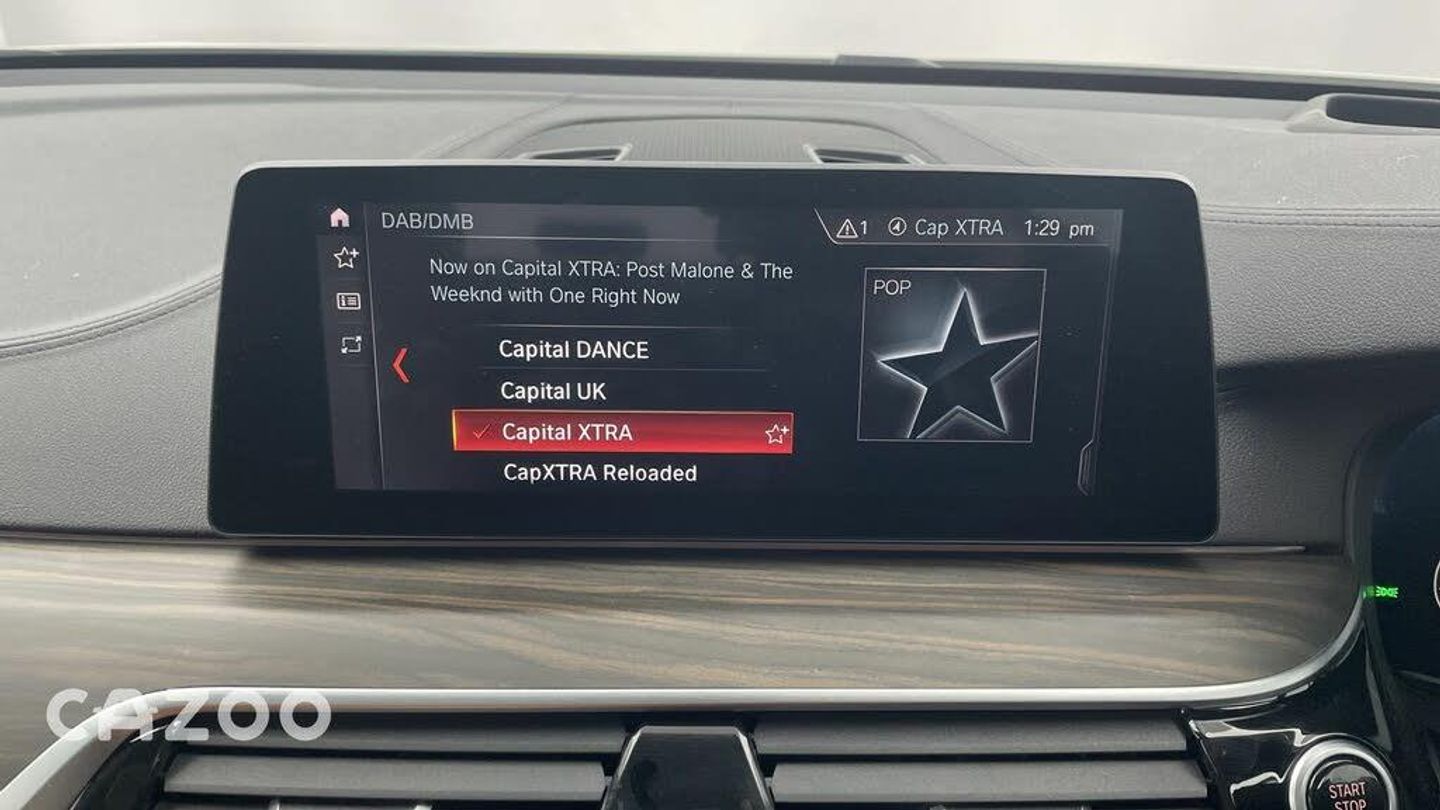 DAB/DMB
1 Cap XTRA 1:29 pm
Now on Capital XTRA: Post Malone & The
Weeknd with One Right Now
POP
Capital DANCE
Capital UK
Capital XTRA
CapXTRA Reloaded
CAZOO
START
STOP